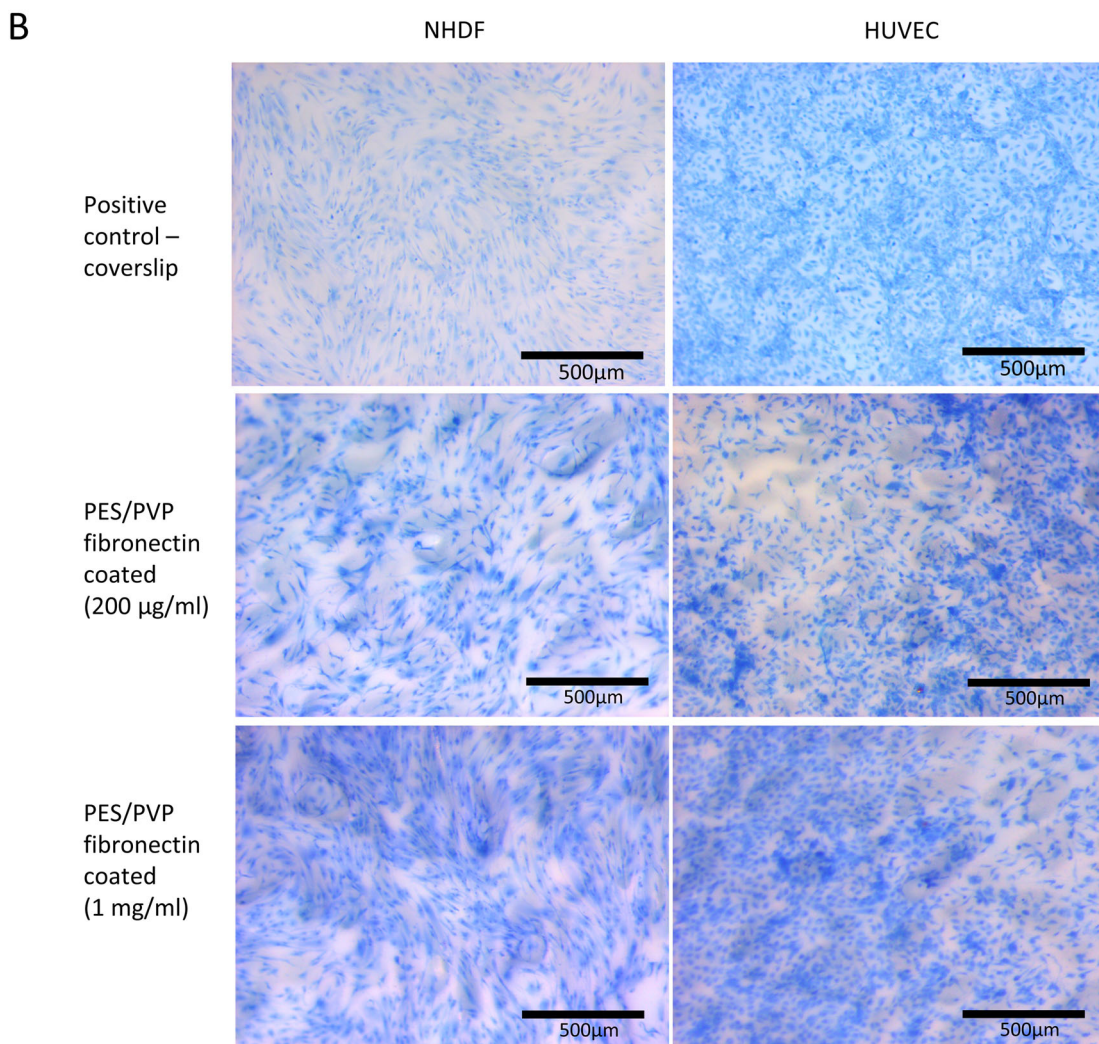 B
NHDF
HUVEC
Positive
control –
coverslip
500μm
500μm
PES/PVP
fibronectin
coated
(200 μg/ml)
500μm
500μm
PES/PVP
fibronectin
coated
(1 mg/ml)
500μm
500μm